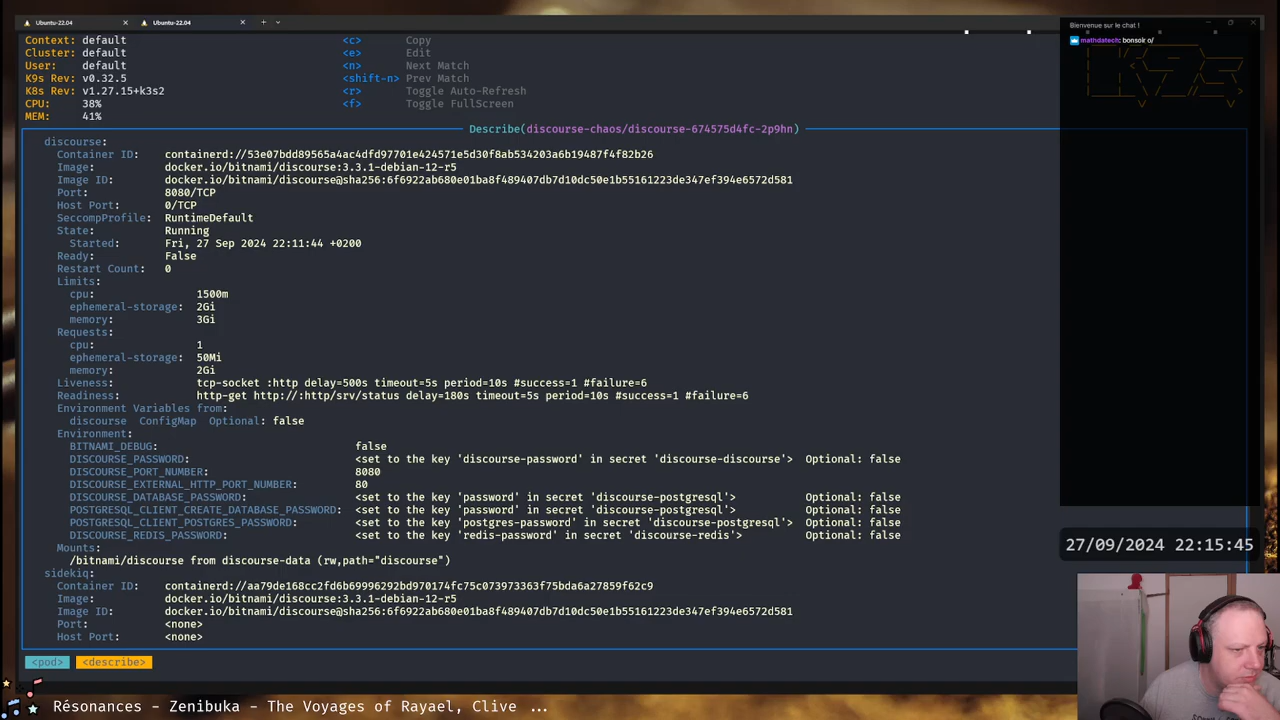 Ubuntu-22.04 × Ubuntu-22.04 × +
Bienvenue sur le chat !
mathdatech: bonsoir o/
Context: default <c> Copy
Cluster: default <e> Edit
User: default <n> Next Match
K9s Rev: v0.32.5 <shift-n> Prev Match
K8s Rev: v1.27.15+k3s2 <r> Toggle Auto-Refresh
CPU: 38% <f> Toggle FullScreen
MEM: 41%
Describe(discourse-chaos/discourse-674575d4fc-2p9hn)
discourse:
Container ID: containerd://53e07bdd89565a4ac4dfd97701e424571e5d30f8ab534203a6b19487f4f82b26
Image: docker.io/bitnami/discourse:3.3.1-debian-12-r5
Image ID: docker.io/bitnami/discourse@sha256:6f6922ab680e01ba8f489407db7d10dc50e1b55161223de347ef394e6572d581
Port: 8080/TCP
Host Port: 0/TCP
SeccompProfile: RuntimeDefault
State: Running
Started: Fri, 27 Sep 2024 22:11:44 +0200
Ready: False
Restart Count: 0
Limits:
cpu: 1500m
ephemeral-storage: 2Gi
memory: 3Gi
Requests:
cpu: 1
ephemeral-storage: 50Mi
memory: 2Gi
Liveness: tcp-socket :http delay=500s timeout=5s period=10s #success=1 #failure=6
Readiness: http-get http://:http/srv/status delay=180s timeout=5s period=10s #success=1 #failure=6
Environment Variables from:
discourse ConfigMap Optional: false
Environment:
BITNAMI_DEBUG: false
DISCOURSE_PASSWORD: <set to the key 'discourse-password' in secret 'discourse-discourse'> Optional: false
DISCOURSE_PORT_NUMBER: 8080
DISCOURSE_EXTERNAL_HTTP_PORT_NUMBER: 80
DISCOURSE_DATABASE_PASSWORD: <set to the key 'password' in secret 'discourse-postgresql'> Optional: false
POSTGRESQL_CLIENT_CREATE_DATABASE_PASSWORD: <set to the key 'password' in secret 'discourse-postgresql'> Optional: false
POSTGRESQL_CLIENT_POSTGRES_PASSWORD: <set to the key 'postgres-password' in secret 'discourse-postgresql'> Optional: false
DISCOURSE_REDIS_PASSWORD: <set to the key 'redis-password' in secret 'discourse-redis'> Optional: false
Mounts:
/bitnami/discourse from discourse-data (rw,path="discourse")
sidekiq:
Container ID: containerd://aa79de168cc2fd6b69996292bd970174fc75c073973363f75bda6a27859f62c9
Image: docker.io/bitnami/discourse:3.3.1-debian-12-r5
Image ID: docker.io/bitnami/discourse@sha256:6f6922ab680e01ba8f489407db7d10dc50e1b55161223de347ef394e6572d581
Port: <none>
Host Port: <none>
27/09/2024 22:15:45
<pod> <describe>
Résonances - Zenibuka - The Voyages of Rayael, Clive ...